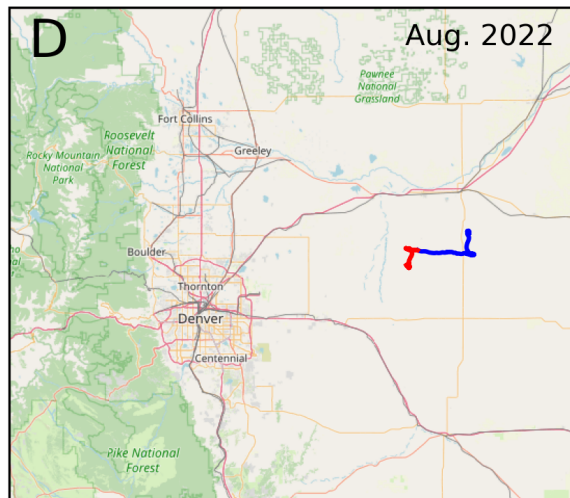 D
Aug. 2022
Pawnee
National
Grassland
Fort Collins
Roosevelt
National
Forest
Greeley
Rocky Mountain
National
Park
Boulder
Thornton
Denver
Centennial
Pike National
Forest